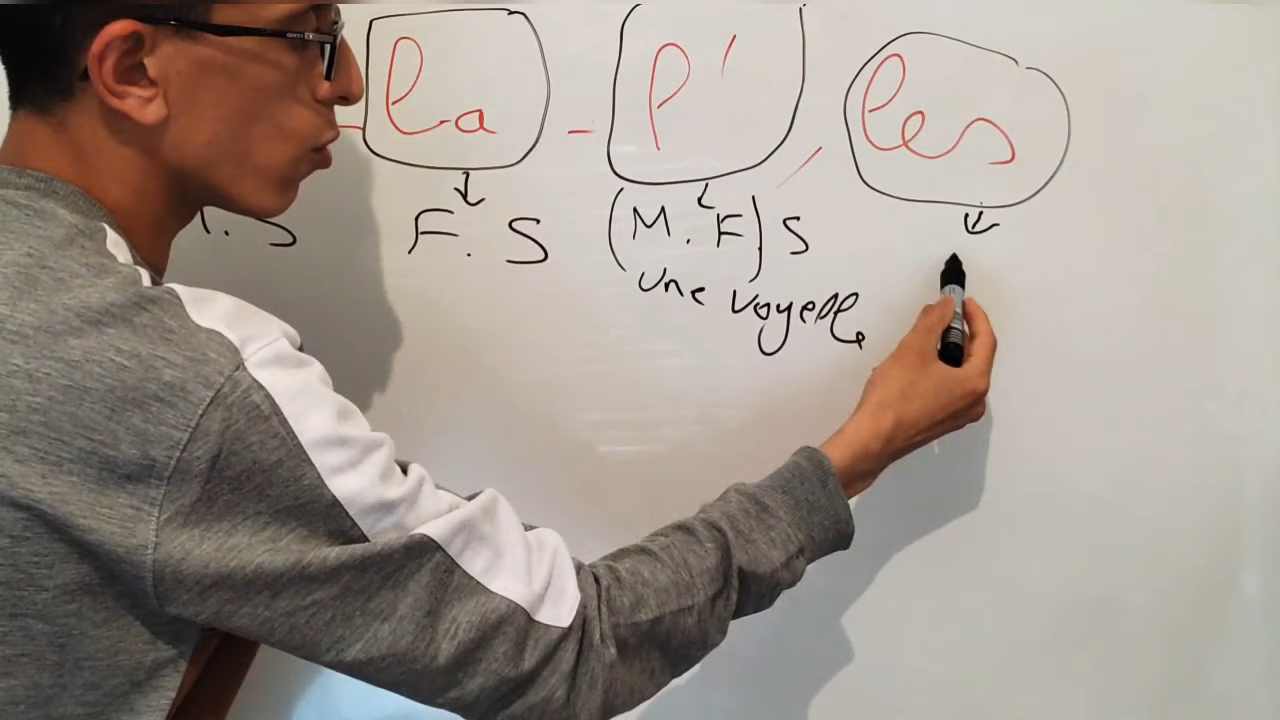 - la - l' , les
. S F. S (M. F) S
une voyelle